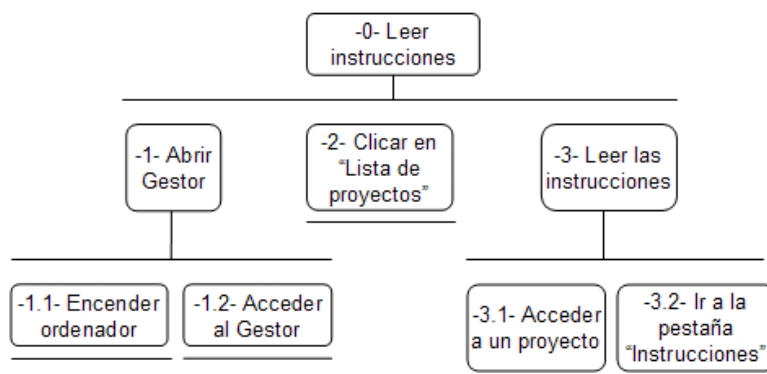 -0- Leer
instrucciones
-1- Abrir
Gestor
-2- Clicar en
“Lista de
proyectos”
-3- Leer las
instrucciones
-1.1- Encender
ordenador
-1.2- Acceder
al Gestor
-3.1- Acceder
a un proyecto
-3.2- Ir a la
pestaña
“Instrucciones”